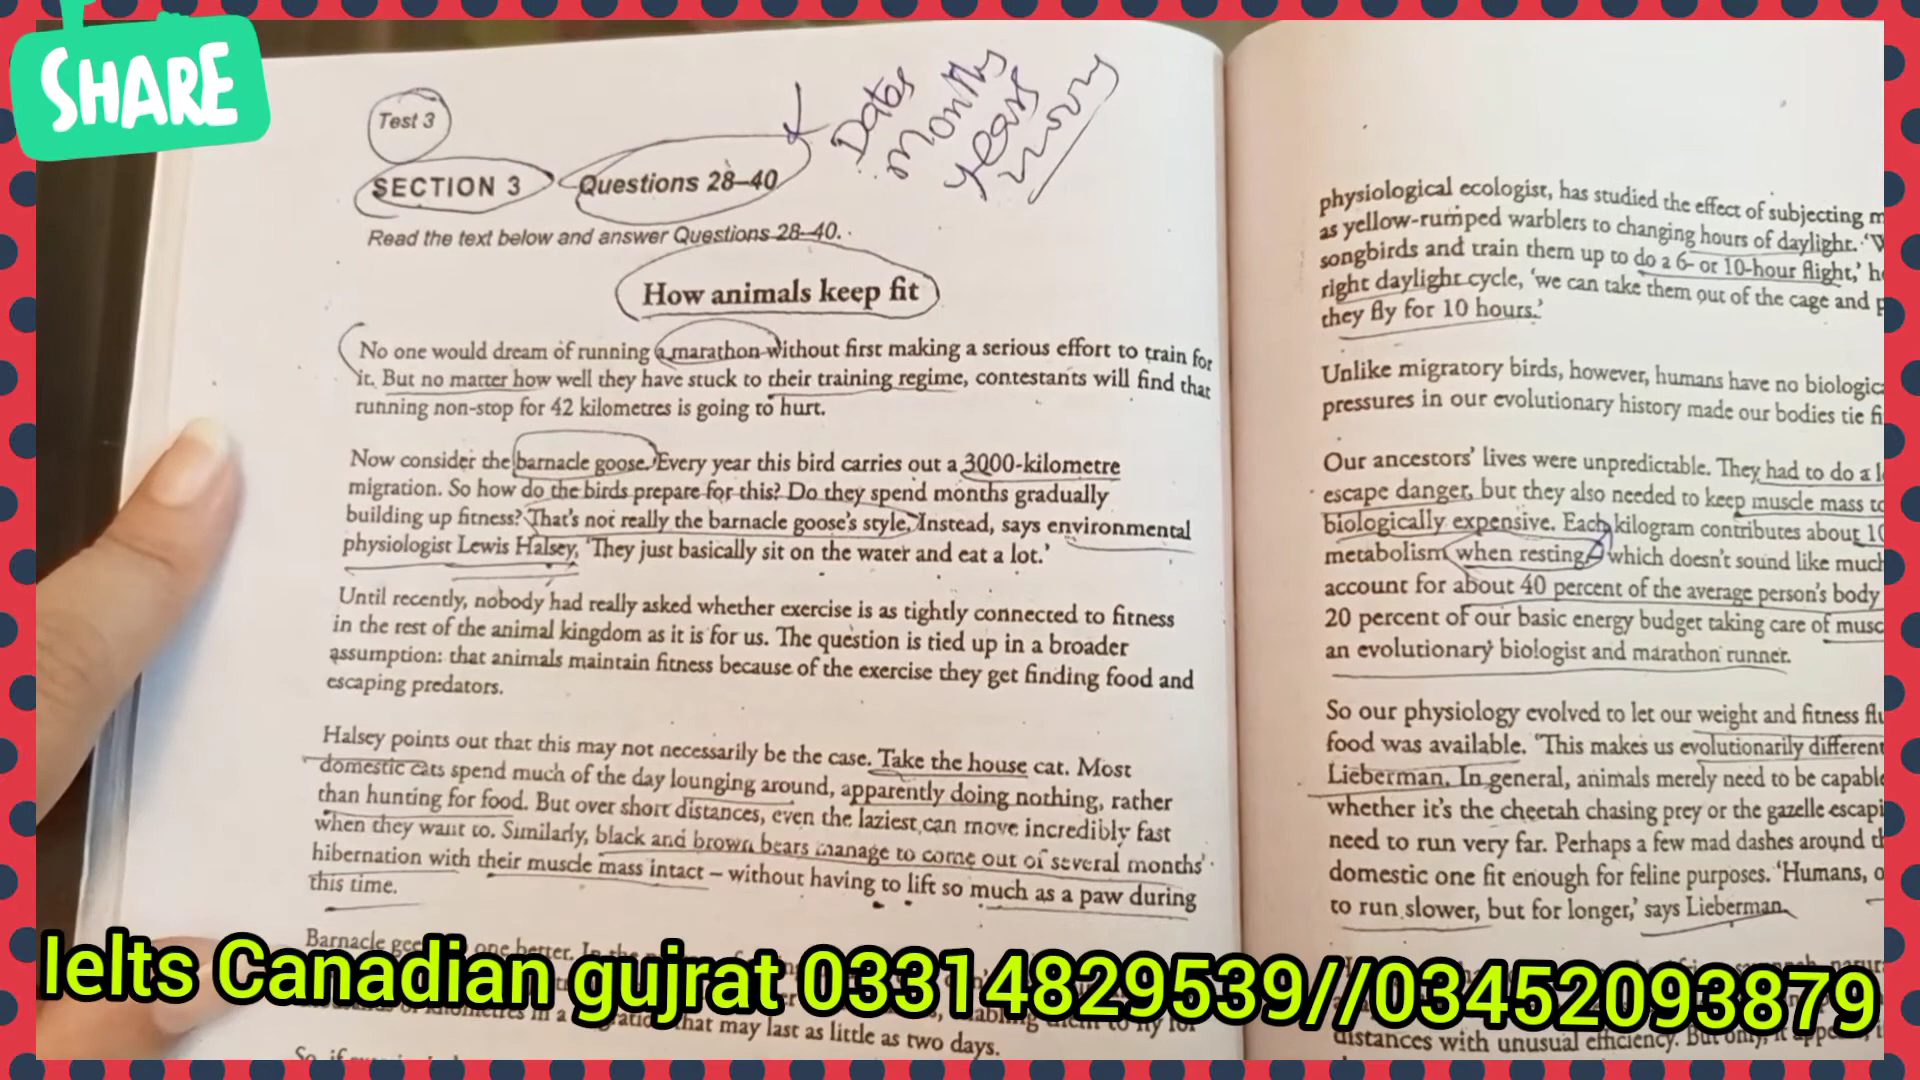 SHARE
Test 3
Dates
Months
Years
SECTION 3 Questions 28–40
Read the text below and answer Questions 28–40.
How animals keep fit
No one would dream of running a marathon without first making a serious effort to train for
it. But no matter how well they have stuck to their training regime, contestants will find that
running non-stop for 42 kilometres is going to hurt.
Now consider the barnacle goose. Every year this bird carries out a 3000-kilometre
migration. So how do the birds prepare for this? Do they spend months gradually
building up fitness? That's not really the barnacle goose's style. Instead, says environmental
physiologist Lewis Halsey, 'They just basically sit on the water and eat a lot.'
Until recently, nobody had really asked whether exercise is as tightly connected to fitness
in the rest of the animal kingdom as it is for us. The question is tied up in a broader
assumption: that animals maintain fitness because of the exercise they get finding food and
escaping predators.
Halsey points out that this may not necessarily be the case. Take the house cat. Most
domestic cats spend much of the day lounging around, apparently doing nothing, rather
than hunting for food. But over short distances, even the laziest can move incredibly fast
when they want to. Similarly, black and brown bears manage to come out of several months'
hibernation with their muscle mass intact – without having to lift so much as a paw during
this time.
Barnacle one better. In the
that may last as little as two days.
physiological ecologist, has studied the effect of subjecting
as yellow-rumped warblers to changing hours of daylight.
songbirds and train them up to do a 6- or 10-hour flight,'
right daylight cycle, 'we can take them out of the cage and
they fly for 10 hours.'
Unlike migratory birds, however, humans have no
pressures in our evolutionary history made our bodies tie
Our ancestors' lives were unpredictable. They had to do a
escape danger, but they also needed to keep muscle mass
biologically expensive. Each kilogram contributes about
metabolism when resting, which doesn't sound like much
account for about 40 percent of the average person's body
20 percent of our basic energy budget taking care of
an evolutionary biologist and marathon runner.
So our physiology evolved to let our weight and fitness
food was available. 'This makes us evolutionarily different
Lieberman. In general, animals merely need to be capable
whether it's the cheetah chasing prey or the gazelle
need to run very far. Perhaps a few mad dashes around
domestic one fit enough for feline purposes. 'Humans,
to run slower, but for longer,' says Lieberman.
distances with unusual efficiency. But only, it appears,
Ielts Canadian gujrat 03314829539//03452093879